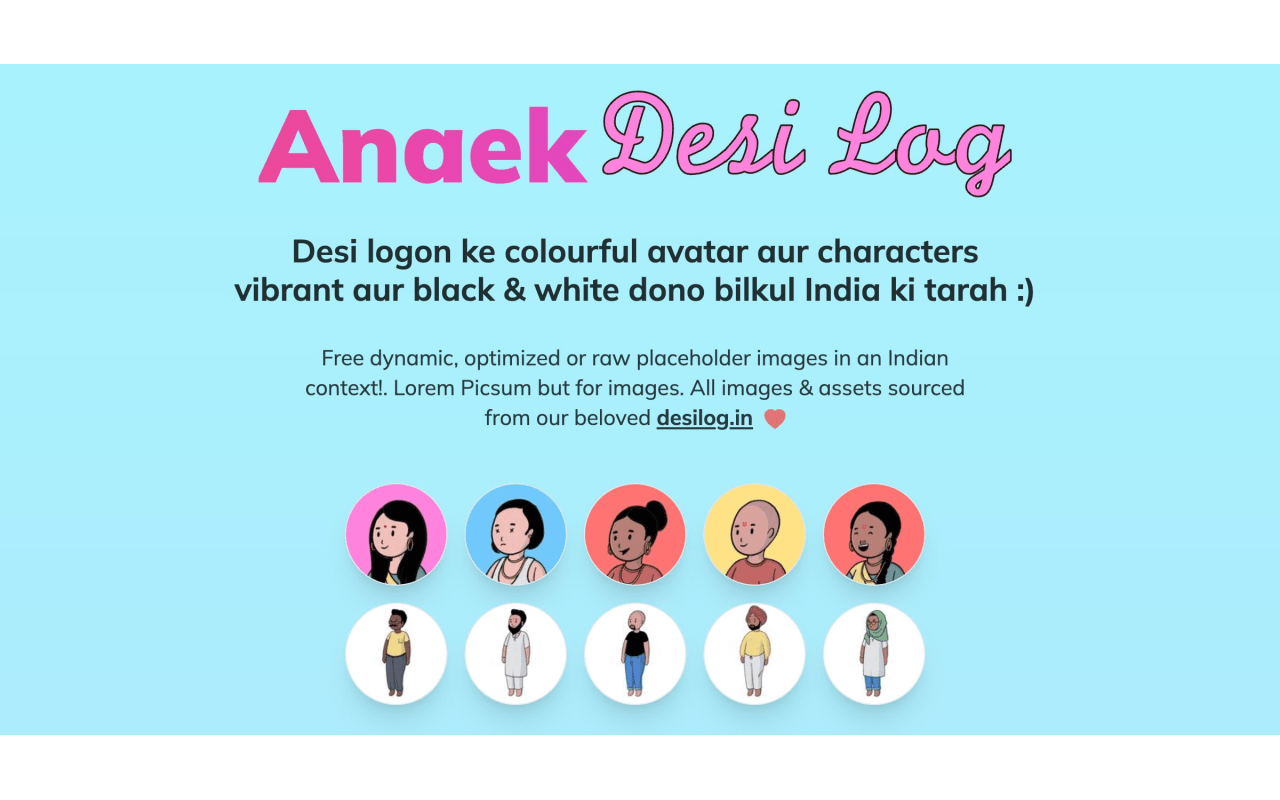 Anaek Desi Log
Desi logon ke colourful avatar aur characters
vibrant aur black & white dono bilkul India ki tarah :)
Free dynamic, optimized or raw placeholder images in an Indian
context!. Lorem Picsum but for images. All images & assets sourced
from our beloved desilog.in